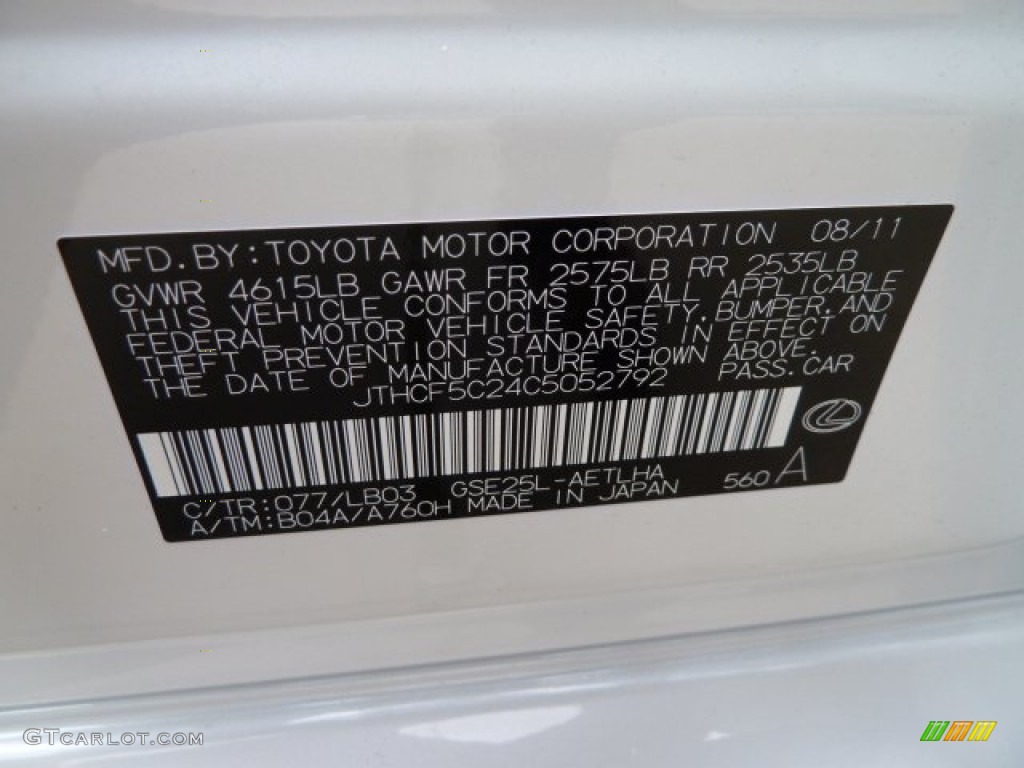 MFD. BY: TOYOTA MOTOR CORPORATION 08/11
GVWR 4615LB GAWR FR 2575LB RR 2535LB
THIS VEHICLE CONFORMS TO ALL APPLICABLE
FEDERAL MOTOR VEHICLE SAFETY, BUMPER, AND
THEFT PREVENTION STANDARDS IN EFFECT ON
THE DATE OF MANUFACTURE SHOWN ABOVE.
JTHCF5C24C5052792 PASS. CAR
C/TR: 077/LB03 GSE25L-AETLHA 560 A
A/TM: B04A/A760H MADE IN JAPAN
GTCARLOT.COM